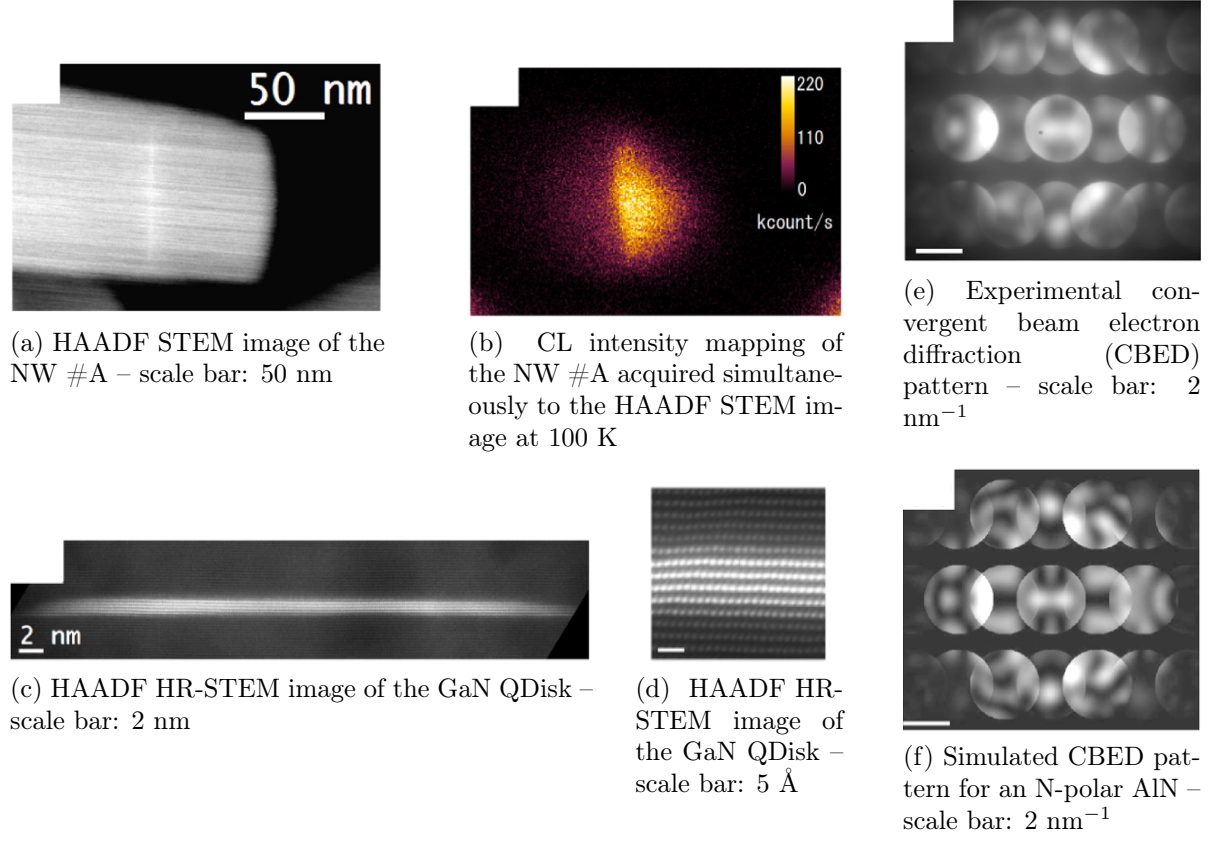 50 nm
(a) HAADF STEM image of the
NW #A – scale bar: 50 nm
220
110
0
kcount/s
(b) CL intensity mapping of
the NW #A acquired simultane-
ously to the HAADF STEM im-
age at 100 K
(e) Experimental con-
vergent beam electron
diffraction (CBED)
pattern – scale bar: 2
nm⁻¹
2 nm
(c) HAADF HR-STEM image of the GaN QDisk –
scale bar: 2 nm
(d) HAADF HR-
STEM image of
the GaN QDisk –
scale bar: 5 Å
(f) Simulated CBED pat-
tern for an N-polar AlN –
scale bar: 2 nm⁻¹